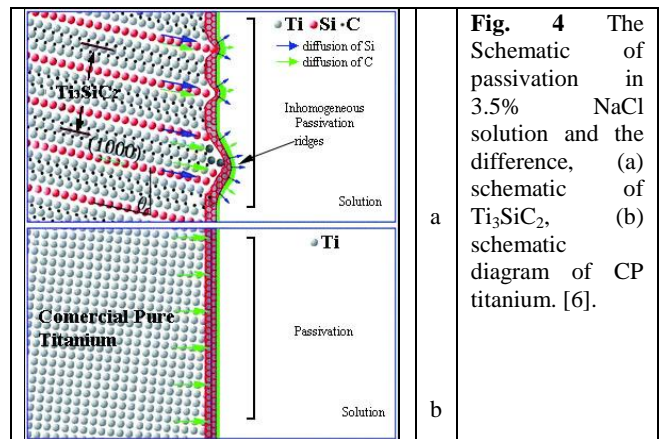 Ti Si · C
diffusion of Si
diffusion of C
Ti₃SiC₂
Inhomogeneous
Passivation
ridges
(1000)
θ
Solution
a
Ti
Comercial Pure
Titanium
Passivation
Solution
b
Fig. 4 The
Schematic of
passivation in
3.5% NaCl
solution and the
difference, (a)
schematic of
Ti₃SiC₂, (b)
schematic
diagram of CP
titanium. [6].